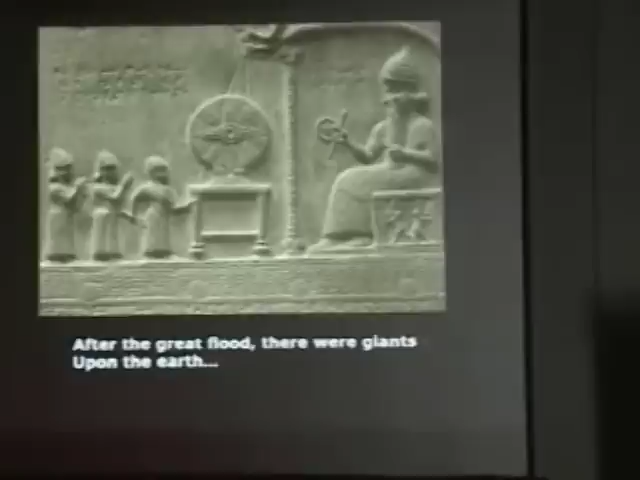 After the great flood, there were giants
Upon the earth...